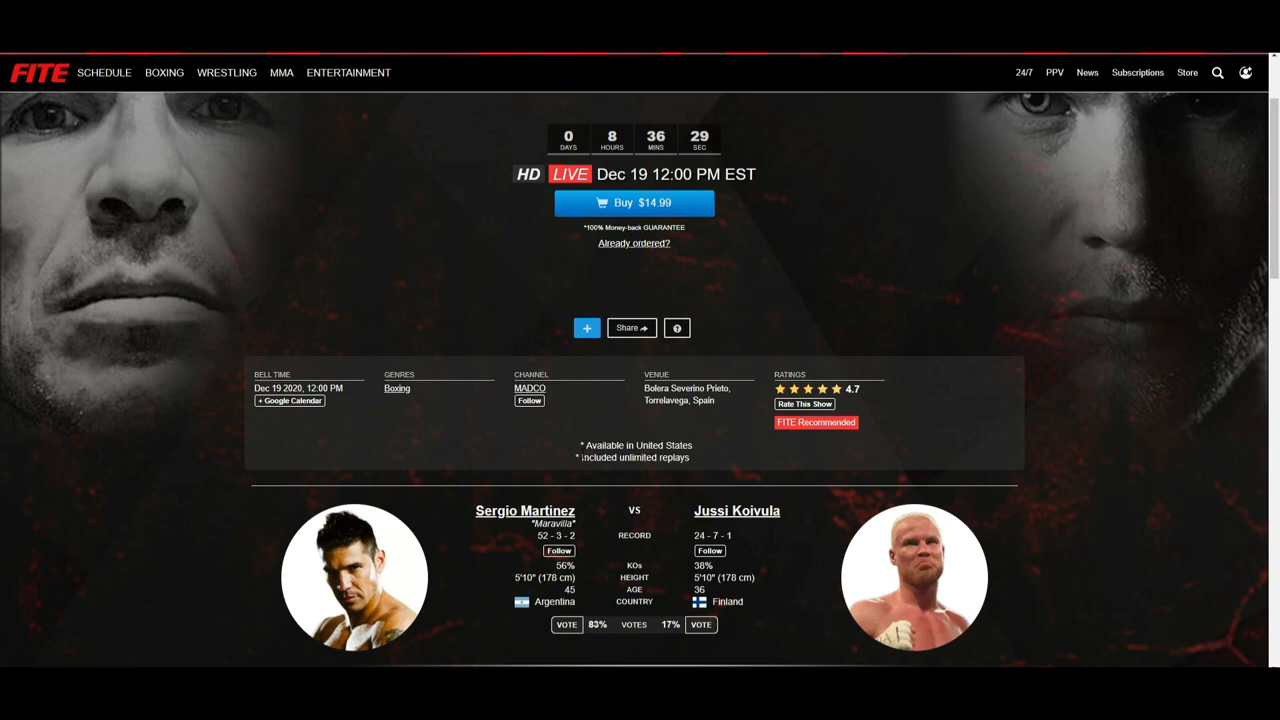 FITE SCHEDULE BOXING WRESTLING MMA ENTERTAINMENT 24/7 PPV News Subscriptions Store
0 8 36 29
DAYS HOURS MINS SEC
HD LIVE Dec 19 12:00 PM EST
Buy $14.99
*100% Money-back GUARANTEE
Already ordered?
+ Share ?
BELL TIME GENRES CHANNEL VENUE RATINGS
Dec 19 2020, 12:00 PM Boxing MADCO Bolera Severino Prieto, 4.7
+ Google Calendar Follow Torrelavega, Spain Rate This Show
FITE Recommended
* Available in United States
* Included unlimited replays
Sergio Martinez VS Jussi Koivula
"Maravilla"
52 - 3 - 2 RECORD 24 - 7 - 1
Follow Follow
56% KOs 38%
5'10" (178 cm) HEIGHT 5'10" (178 cm)
45 AGE 36
Argentina COUNTRY Finland
VOTE 83% VOTES 17% VOTE